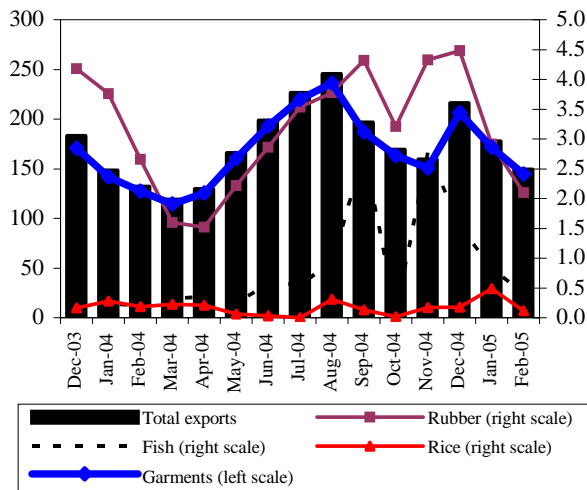 300
250
200
150
100
50
0
5.0
4.5
4.0
3.5
3.0
2.5
2.0
1.5
1.0
0.5
0.0
Dec-03
Jan-04
Feb-04
Mar-04
Apr-04
May-04
Jun-04
Jul-04
Aug-04
Sep-04
Oct-04
Nov-04
Dec-04
Jan-05
Feb-05
Total exports
Rubber (right scale)
Fish (right scale)
Rice (right scale)
Garments (left scale)